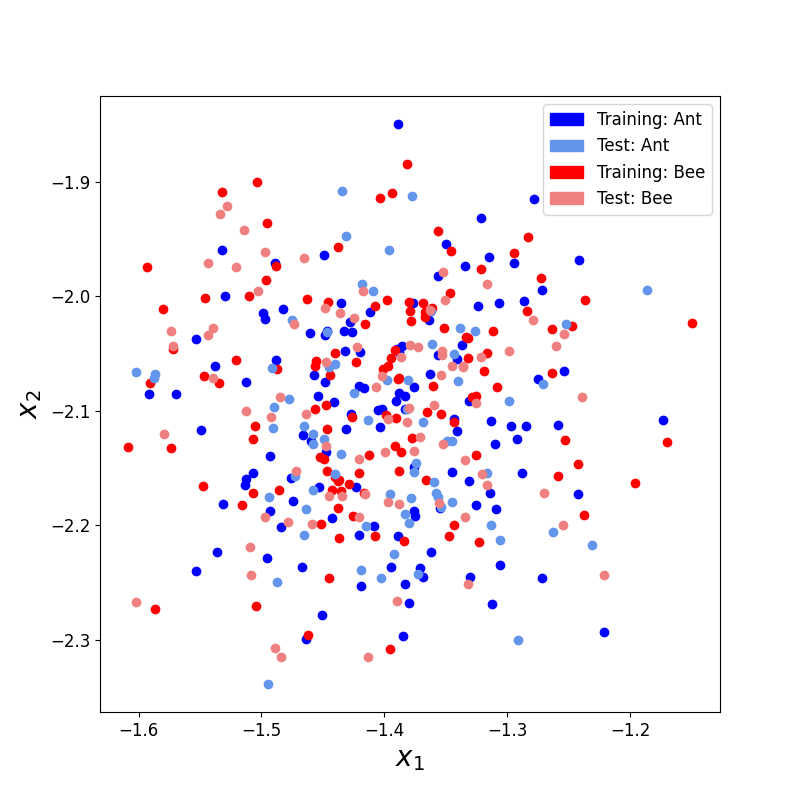 Training: Ant
Test: Ant
Training: Bee
Test: Bee
−1.9
−2.0
−2.1
−2.2
−2.3
x₂
−1.6 −1.5 −1.4 −1.3 −1.2
x₁